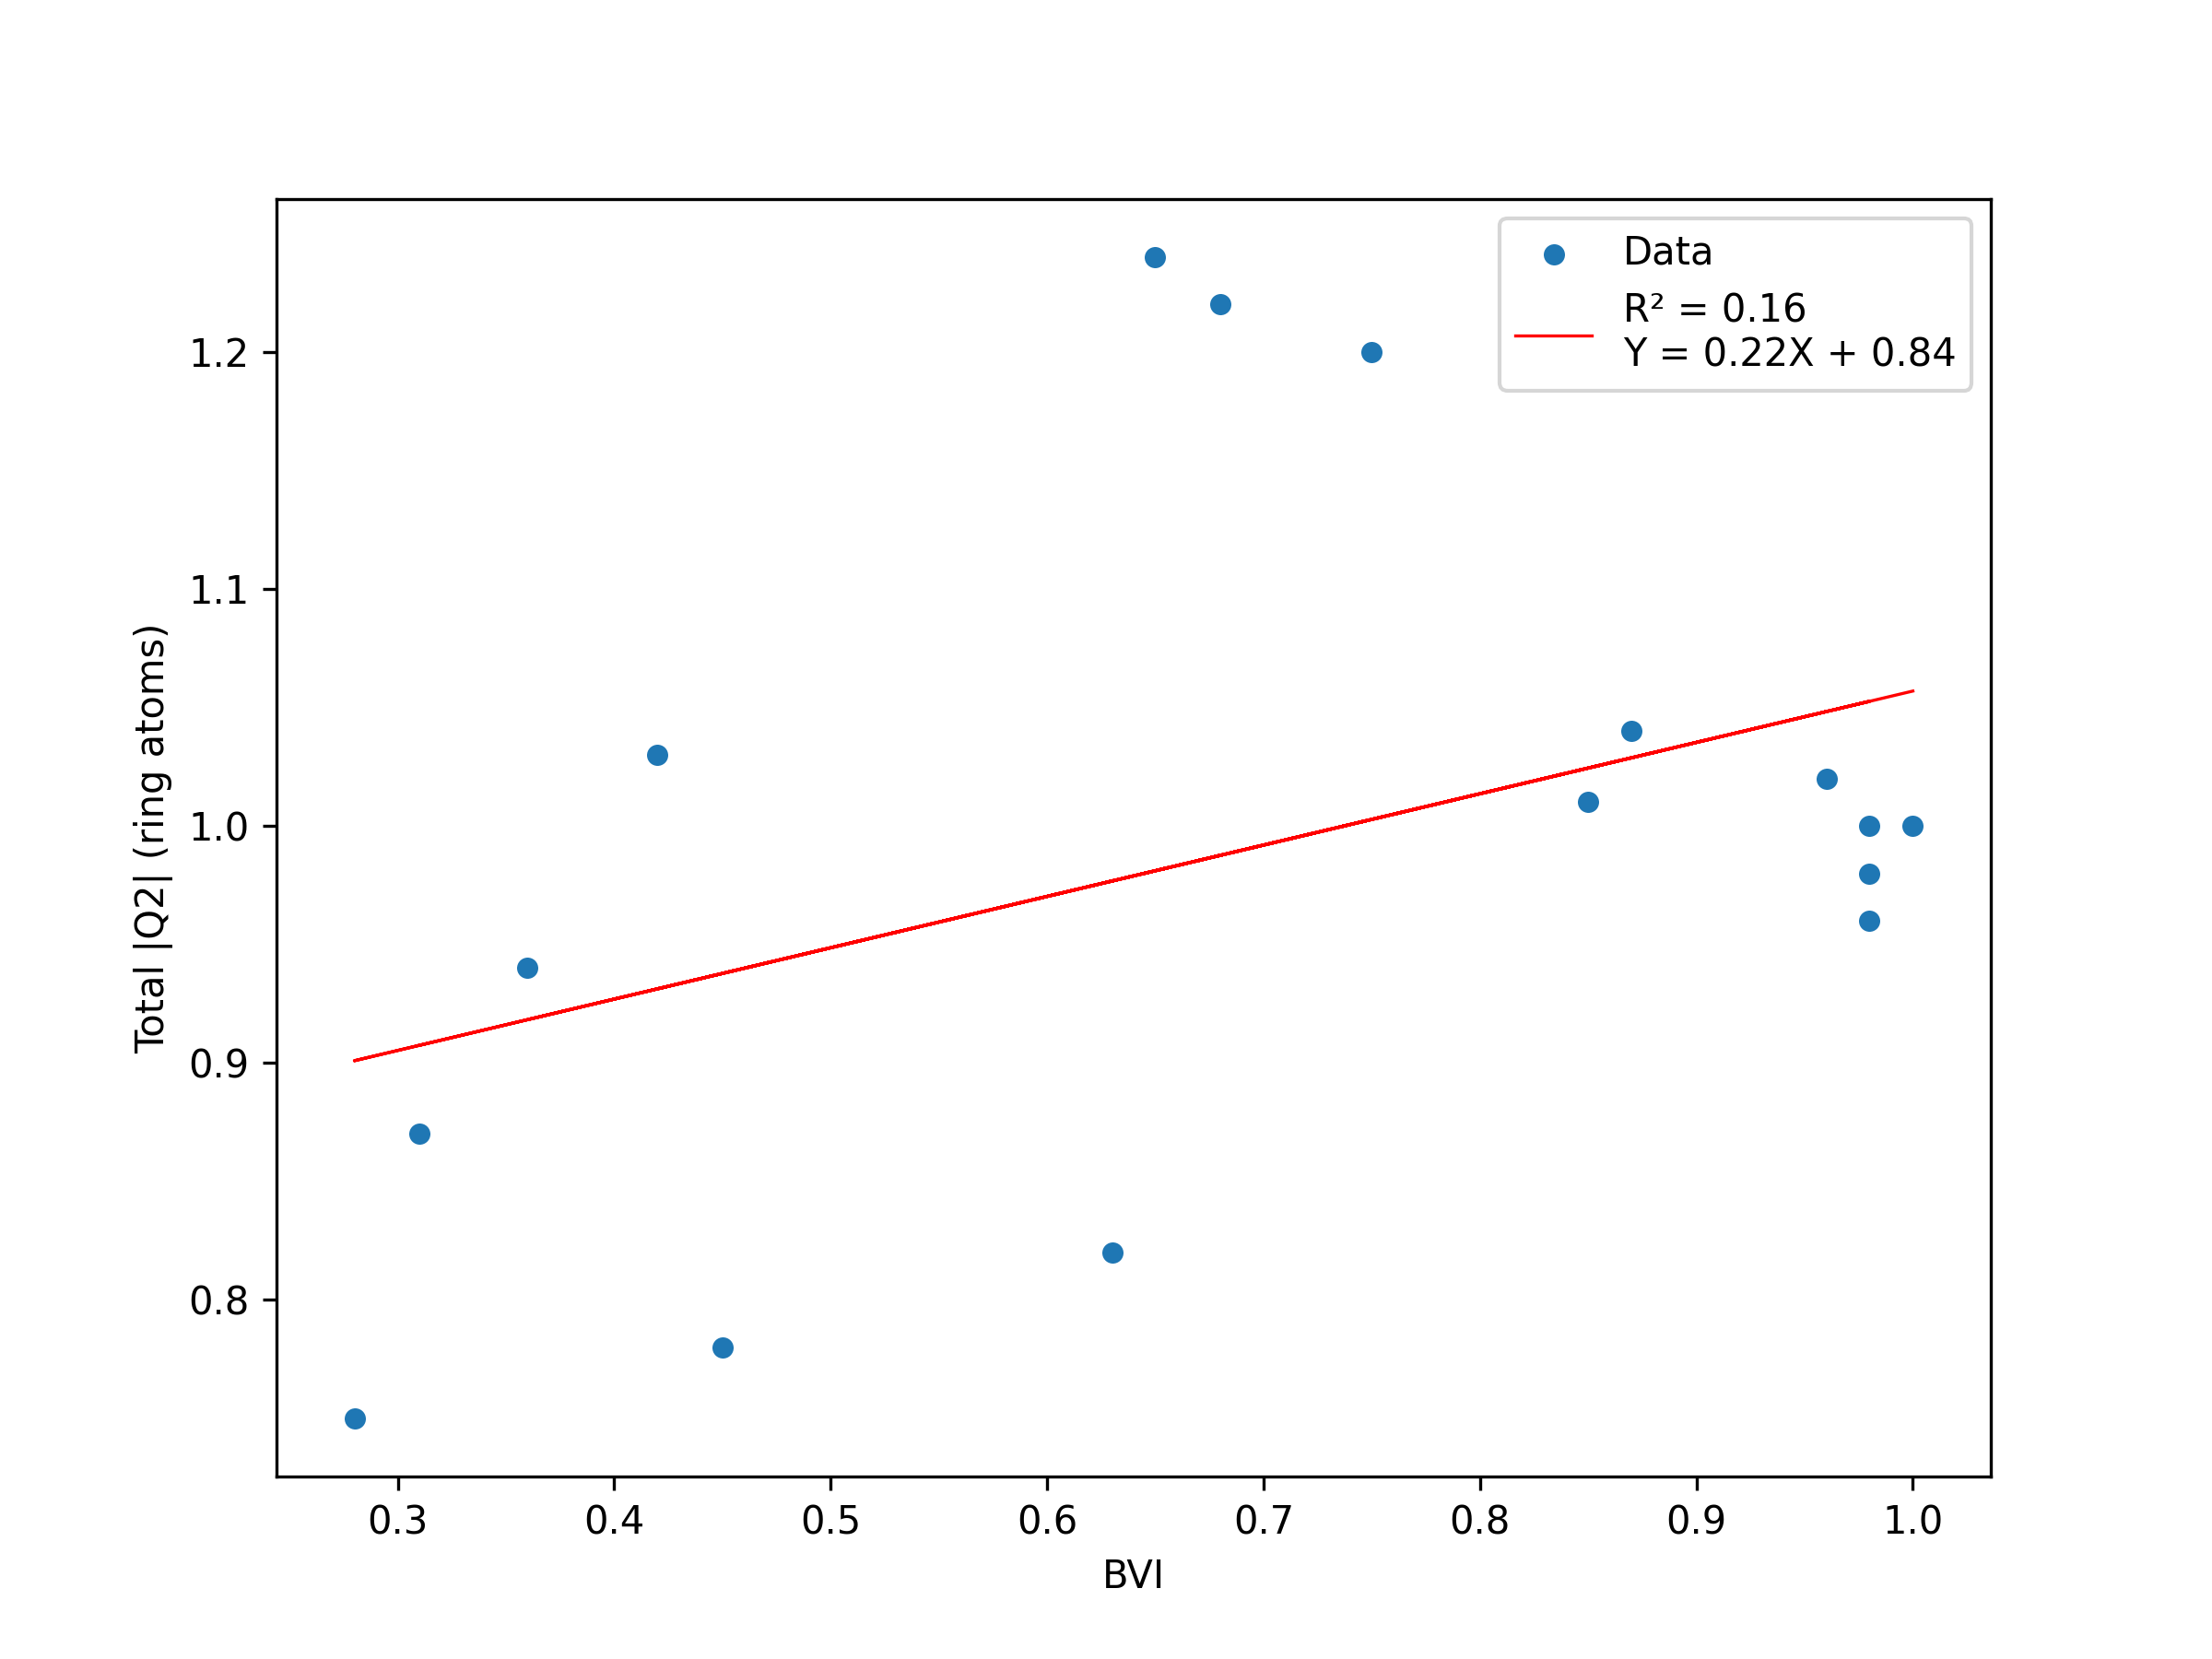 Data
R² = 0.16
Y = 0.22X + 0.84
1.2
1.1
1.0
0.9
0.8
Total |Q2| (ring atoms)
0.3 0.4 0.5 0.6 0.7 0.8 0.9 1.0
BVI